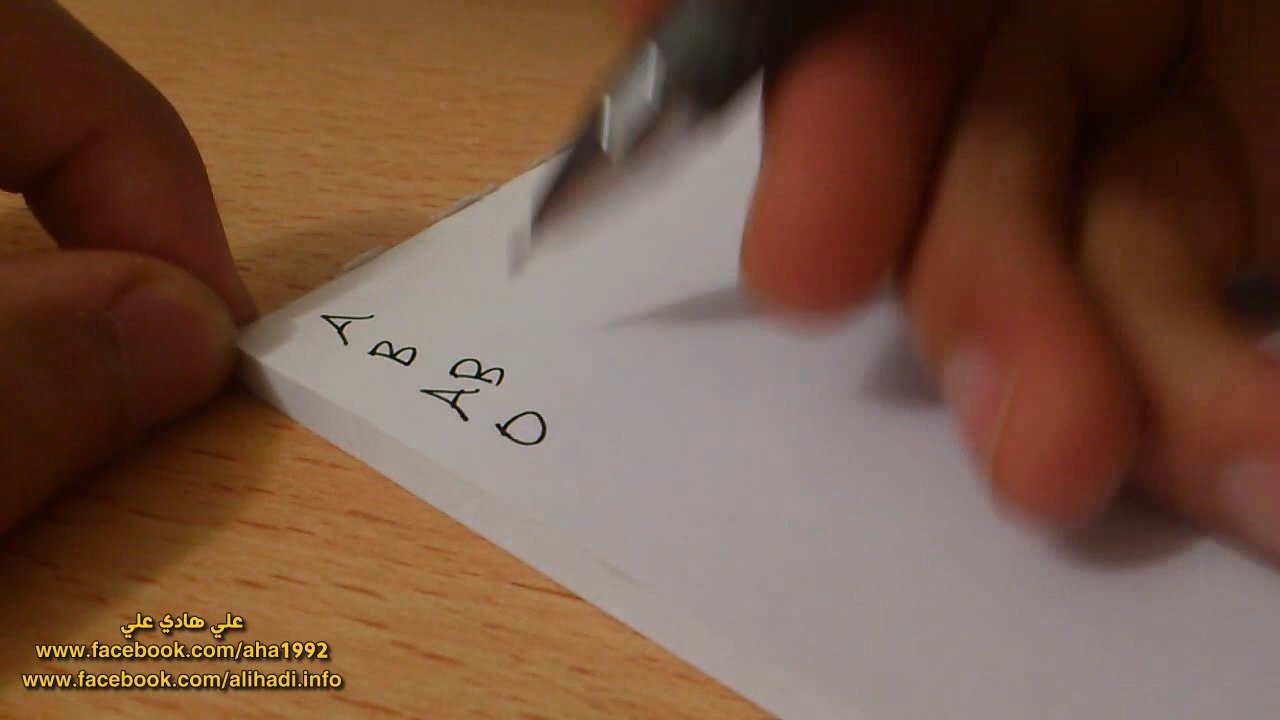 A
B
AB
O
علي هادي علي
www.facebook.com/aha1992
www.facebook.com/alihadi.info